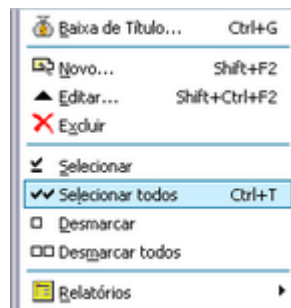 Baixa de Título... Ctrl+G
Novo... Shift+F2
Editar... Shift+Ctrl+F2
Excluir
Selecionar
Selecionar todos Ctrl+T
Desmarcar
Desmarcar todos
Relatórios